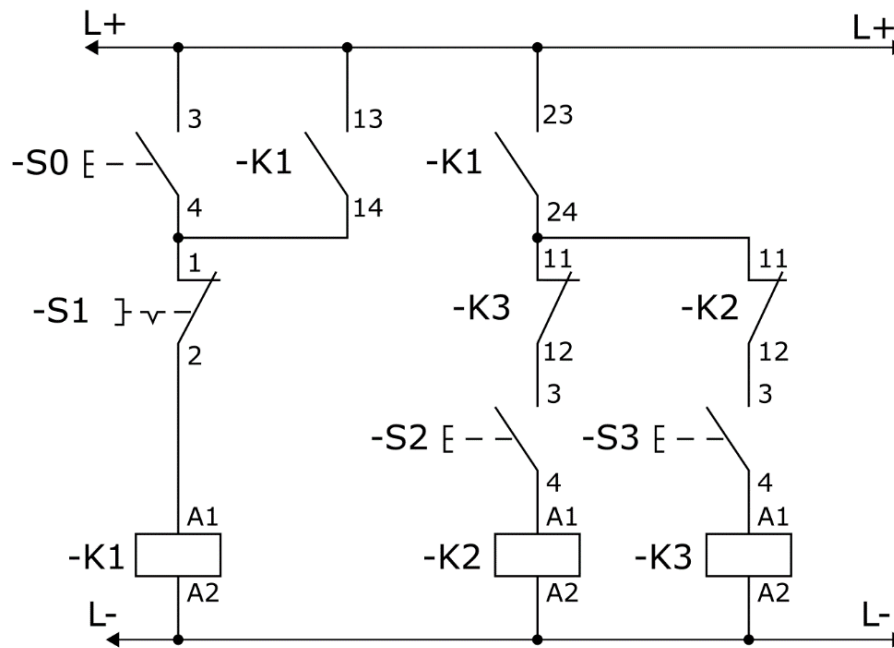 L+ L+
3 13 23
-S0 -K1 -K1
4 14 24
1 11 11
-S1 -K3 -K2
2 12 12
3 3
-S2 -S3
4 4
A1 A1 A1
-K1 -K2 -K3
A2 A2 A2
L- L-